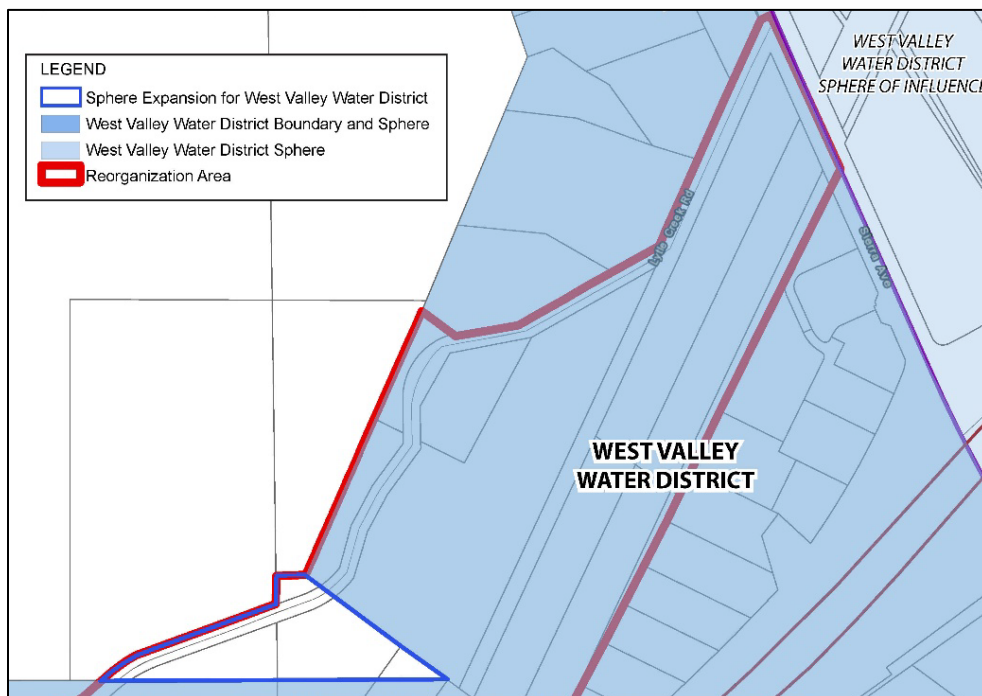 LEGEND
Sphere Expansion for West Valley Water District
West Valley Water District Boundary and Sphere
West Valley Water District Sphere
Reorganization Area
WEST VALLEY
WATER DISTRICT
SPHERE OF INFLUENCE
Lytle Creek Rd
Sierra Ave
WEST VALLEY
WATER DISTRICT